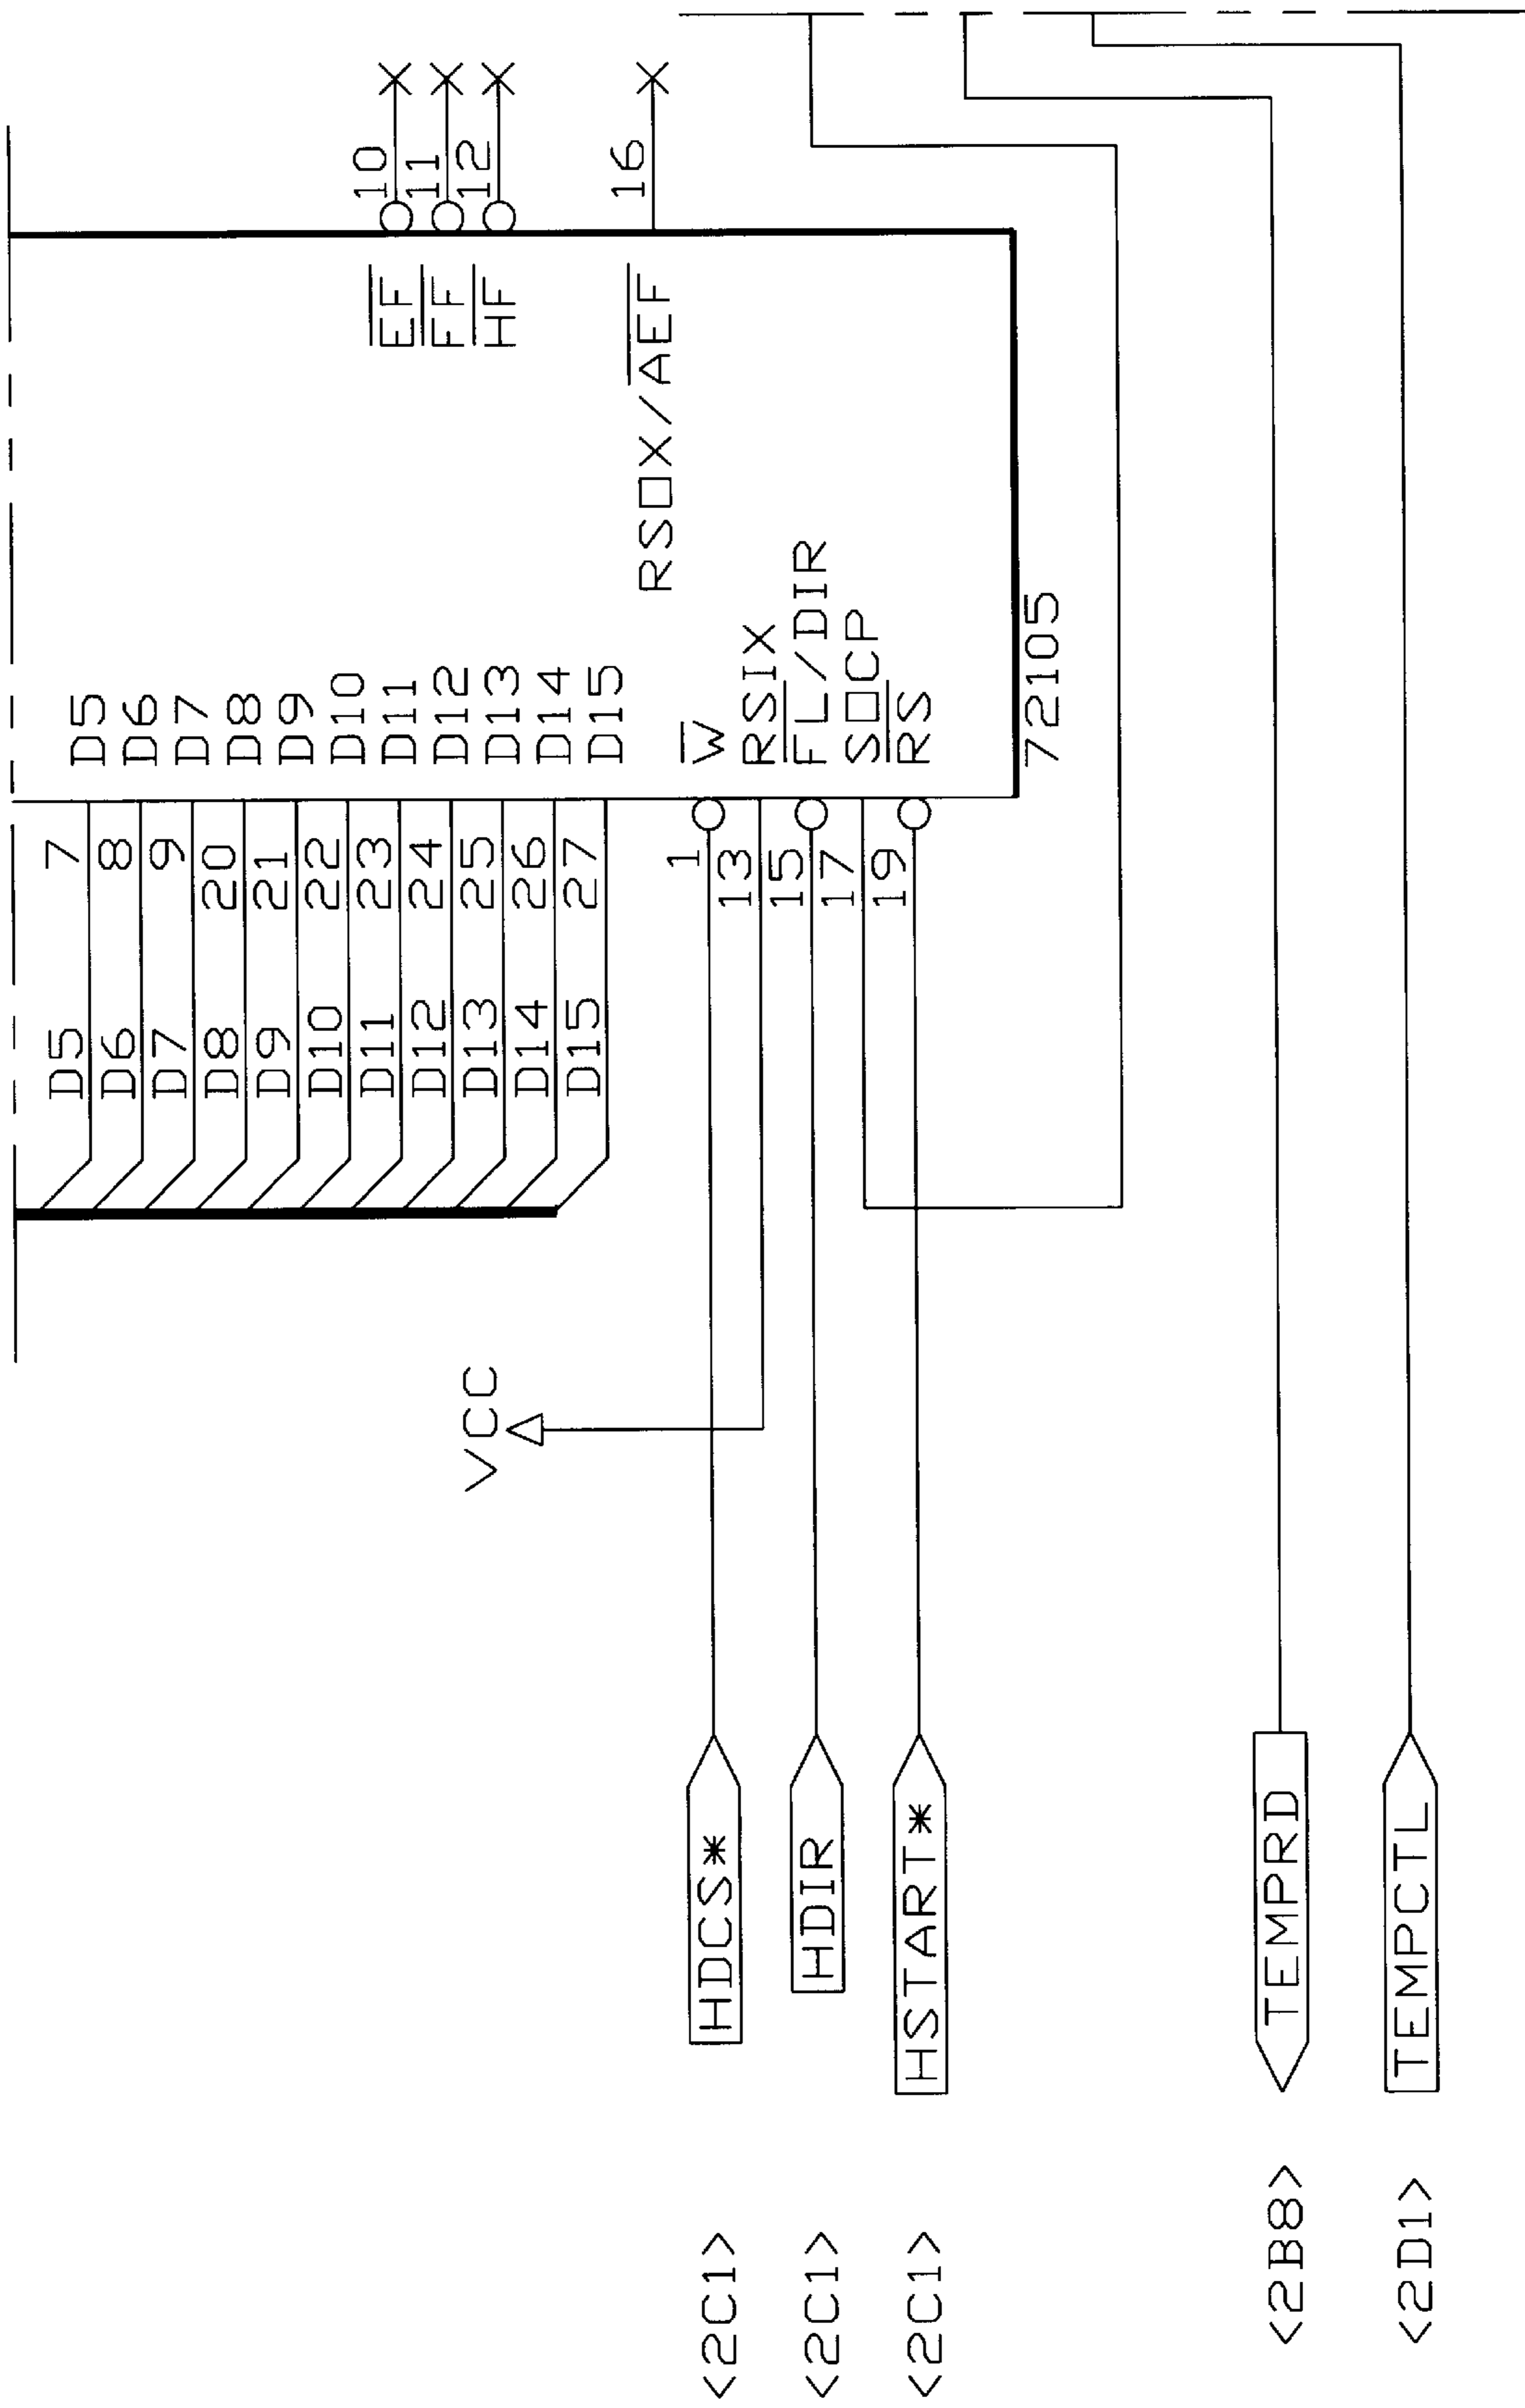 D5 7 D5
D6 8 D6
D7 9 D7
D8 20 D8
D9 21 D9
D10 22 D10
D11 23 D11
D12 24 D12
D13 25 D13
D14 26 D14
D15 27 D15
EF 10
FF 11
HF 12
RSOX/AEF 16
VCC
<2C1> HDCS* 1 W
13 RSIX
<2C1> HDIR 15 FL/DIR
17 SOCP
<2C1> HSTART* 19 RS
72105
<2B8> TEMPRD
<2D1> TEMPCTL